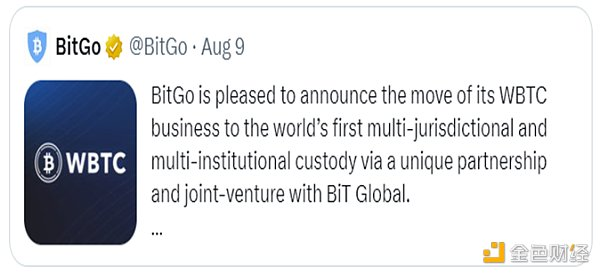 BitGo @BitGo · Aug 9
BitGo is pleased to announce the move of its WBTC
business to the world’s first multi-jurisdictional and
multi-institutional custody via a unique partnership
and joint-venture with BiT Global.
...
WBTC
金色财经